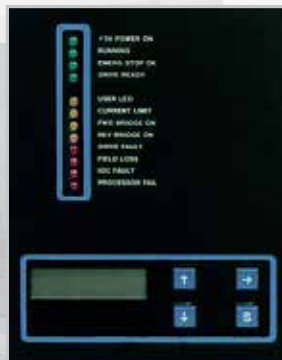 +5V POWER ON
RUNNING
EMERG STOP OK
DRIVE READY
USER LED
CURRENT LIMIT
FWD BRIDGE ON
REV BRIDGE ON
DRIVE FAULT
FIELD LOSS
IOC FAULT
PROCESSOR FAIL
↑ →
↓ S